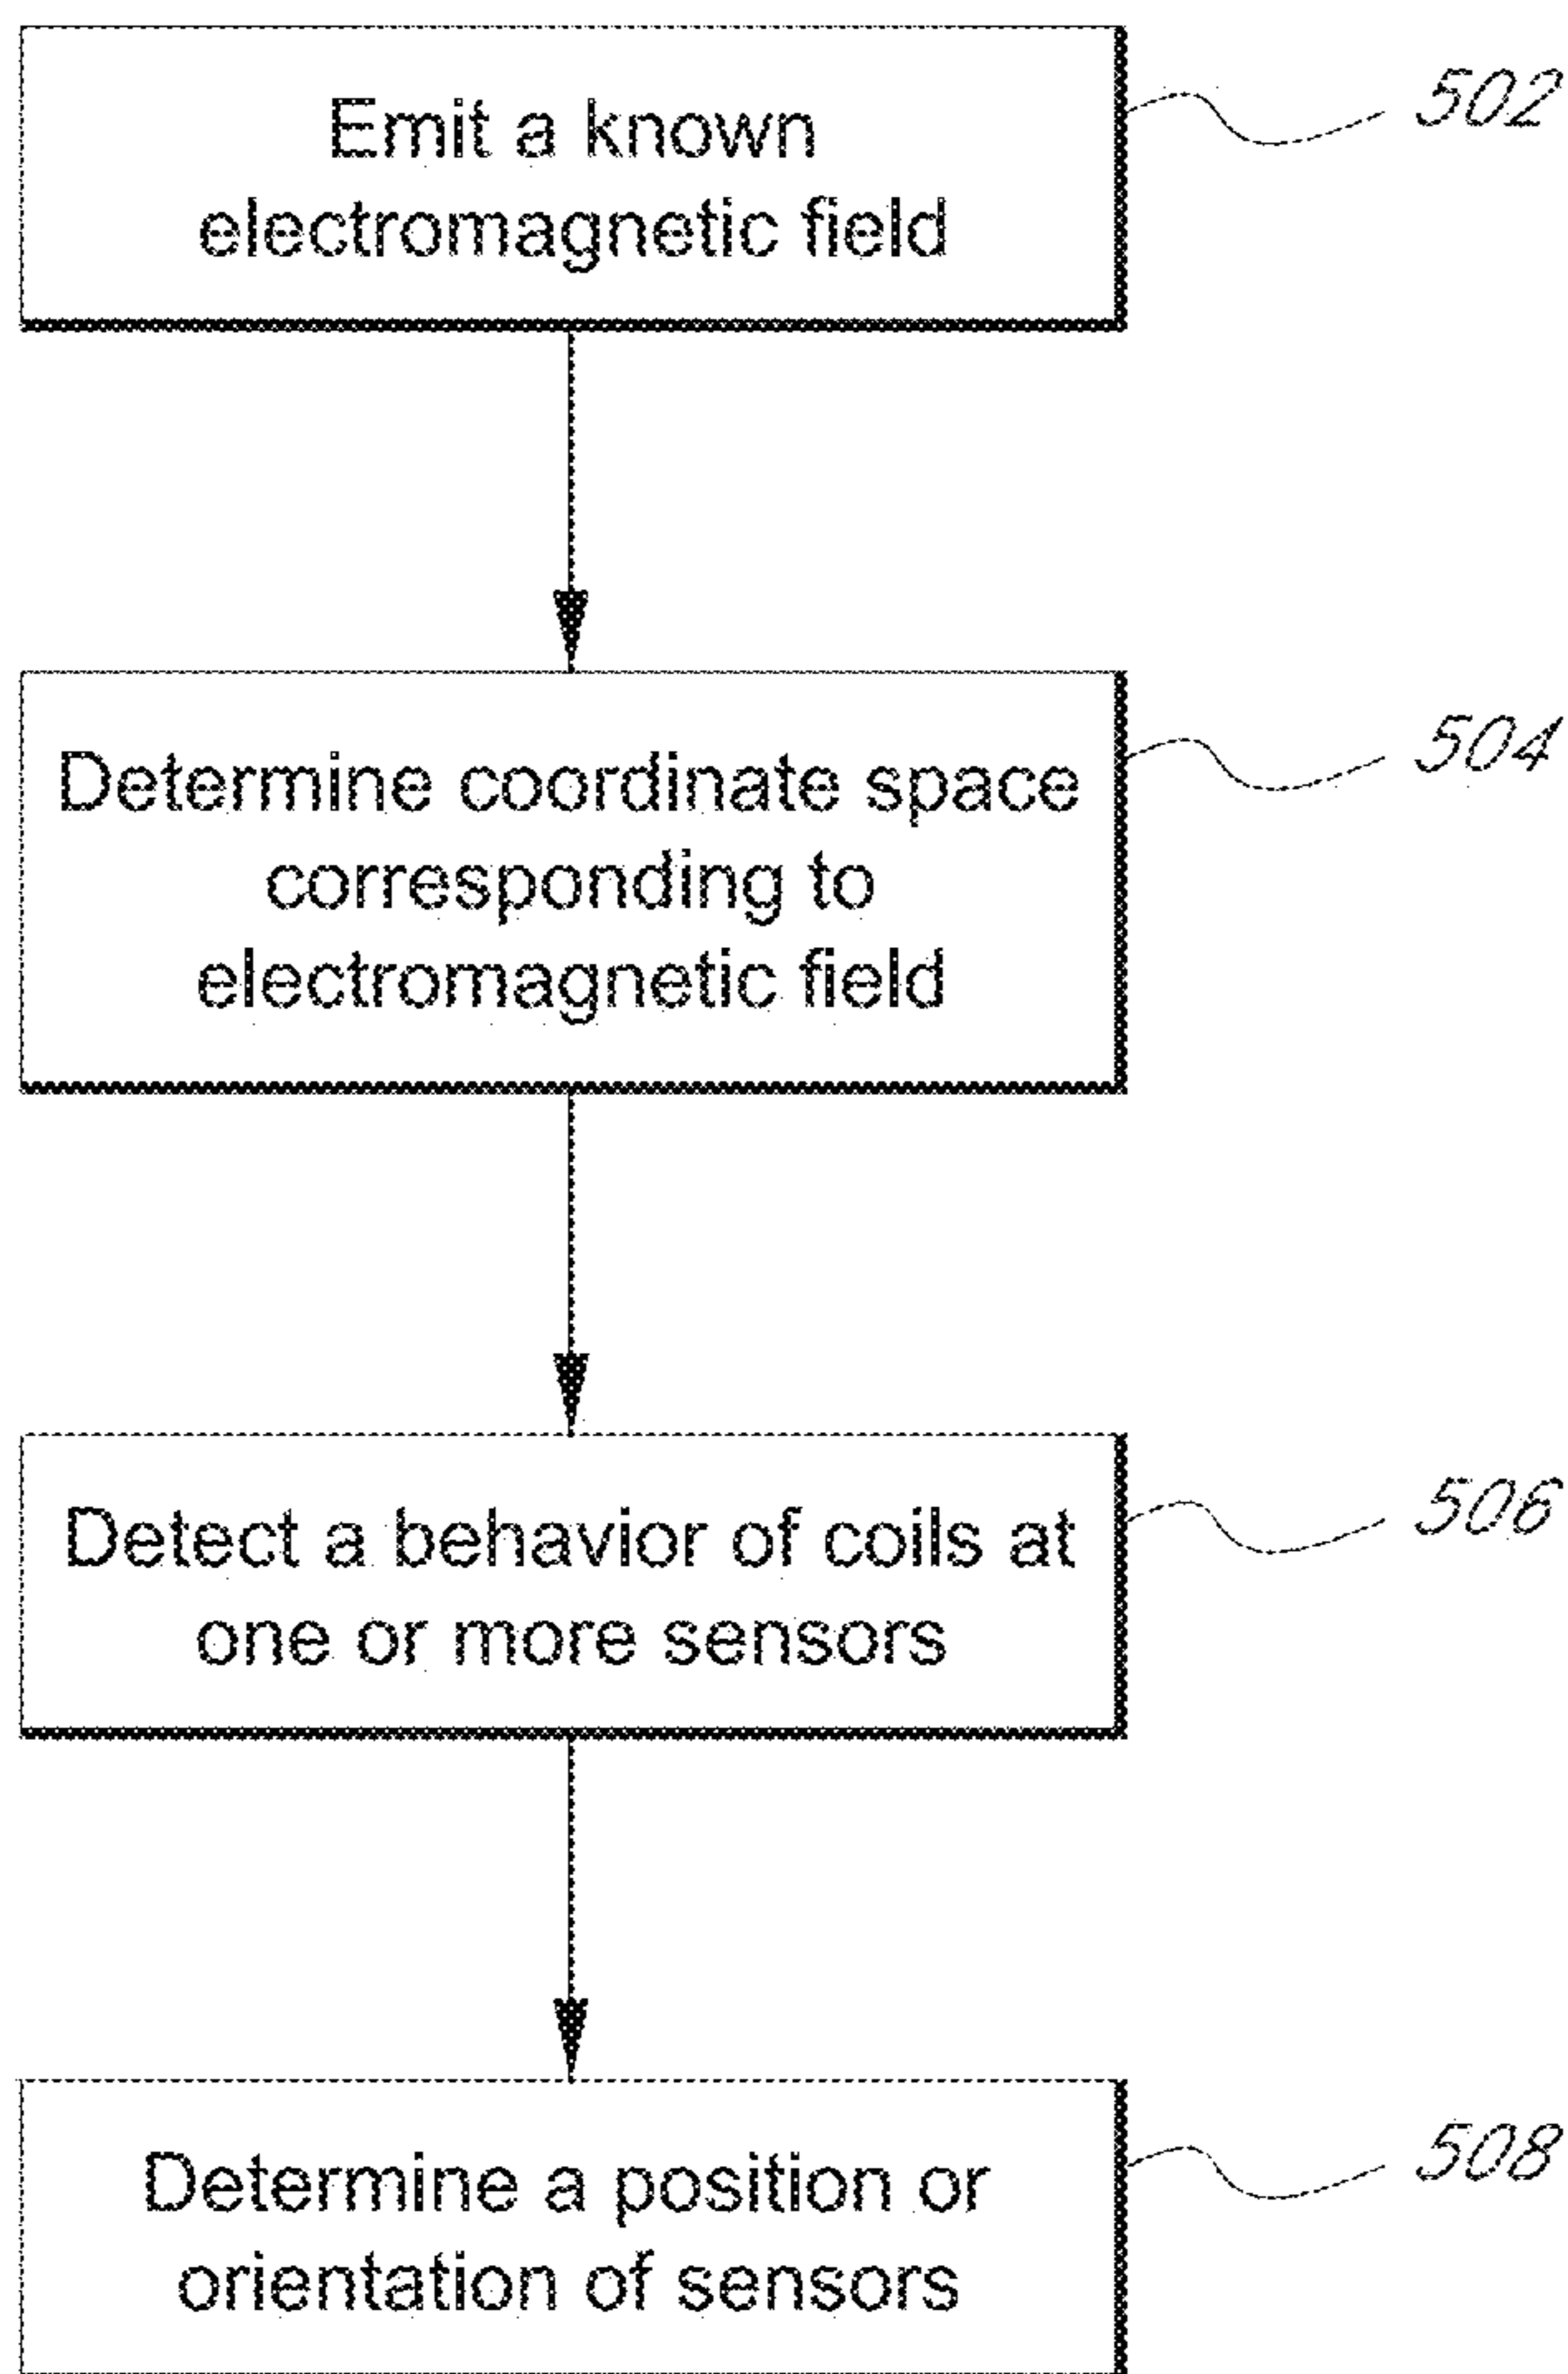 Emit a known
electromagnetic field
502
Determine coordinate space
corresponding to
electromagnetic field
504
Detect a behavior of coils at
one or more sensors
506
Determine a position or
orientation of sensors
508